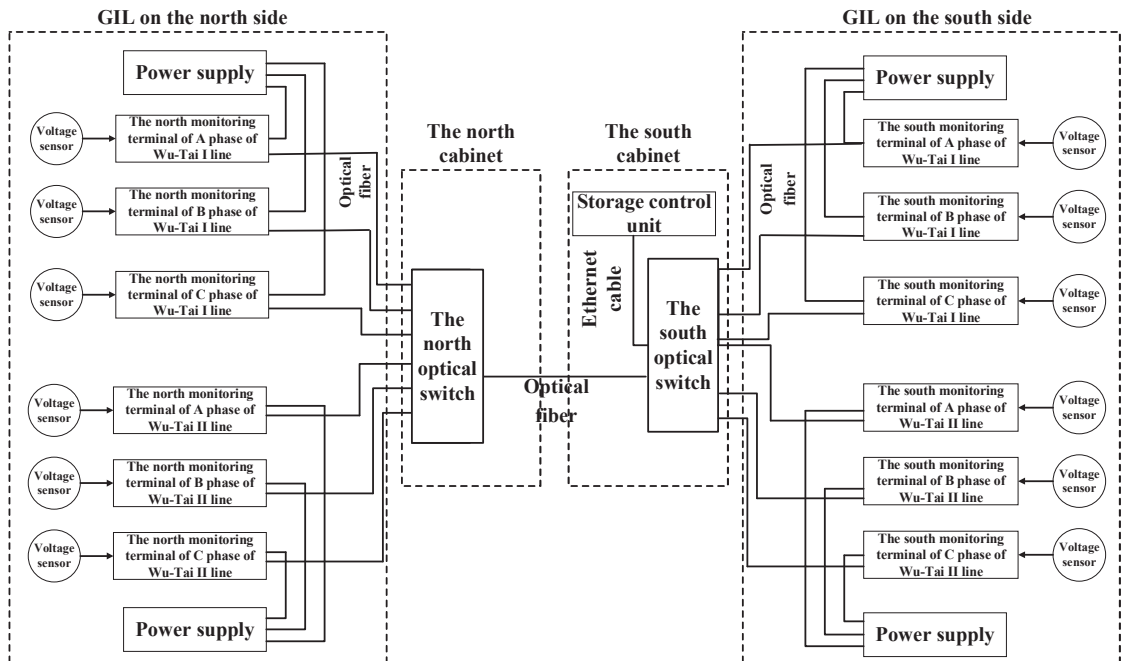 GIL on the north side
Power supply
Voltage
sensor
The north monitoring
terminal of A phase of
Wu-Tai I line
Voltage
sensor
The north monitoring
terminal of B phase of
Wu-Tai I line
Voltage
sensor
The north monitoring
terminal of C phase of
Wu-Tai I line
Voltage
sensor
The north monitoring
terminal of A phase of
Wu-Tai II line
Voltage
sensor
The north monitoring
terminal of B phase of
Wu-Tai II line
Voltage
sensor
The north monitoring
terminal of C phase of
Wu-Tai II line
Power supply
Optical
fiber
The north
cabinet
The
north
optical
switch
Optical
fiber
The south
cabinet
Storage control
unit
Ethernet
cable
The
south
optical
switch
GIL on the south side
Power supply
Optical
fiber
The south monitoring
terminal of A phase of
Wu-Tai I line
Voltage
sensor
The south monitoring
terminal of B phase of
Wu-Tai I line
Voltage
sensor
The south monitoring
terminal of C phase of
Wu-Tai I line
Voltage
sensor
The south monitoring
terminal of A phase of
Wu-Tai II line
Voltage
sensor
The south monitoring
terminal of B phase of
Wu-Tai II line
Voltage
sensor
The south monitoring
terminal of C phase of
Wu-Tai II line
Voltage
sensor
Power supply